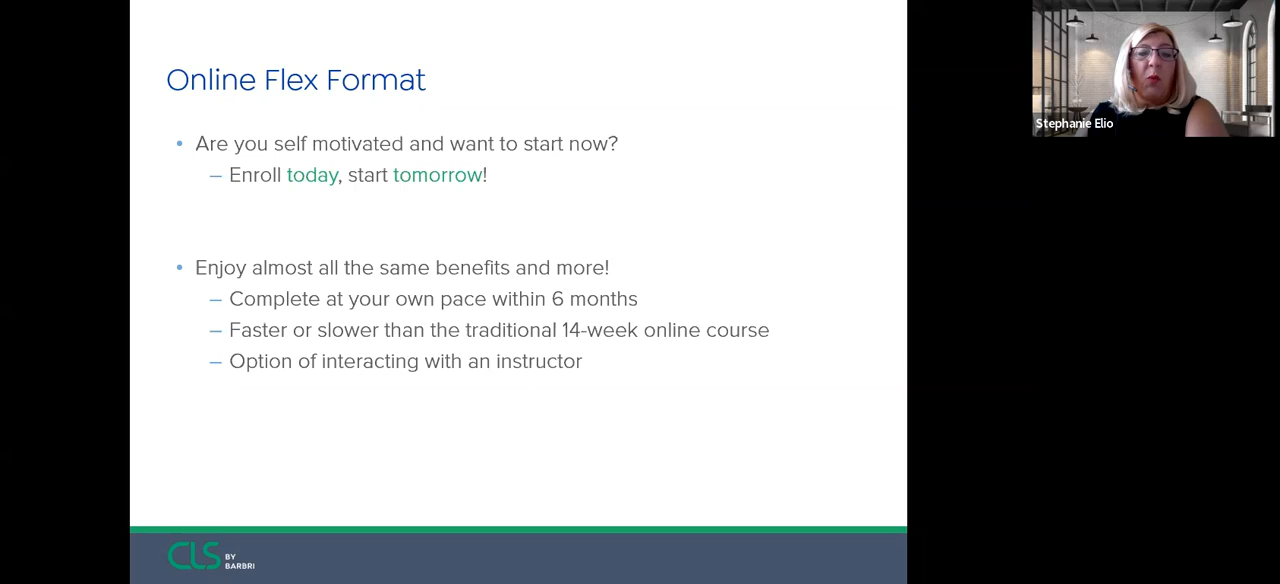 Online Flex Format
• Are you self motivated and want to start now?
– Enroll today, start tomorrow!
• Enjoy almost all the same benefits and more!
– Complete at your own pace within 6 months
– Faster or slower than the traditional 14-week online course
– Option of interacting with an instructor
CLS BY BARBRI
Stephanie Elio